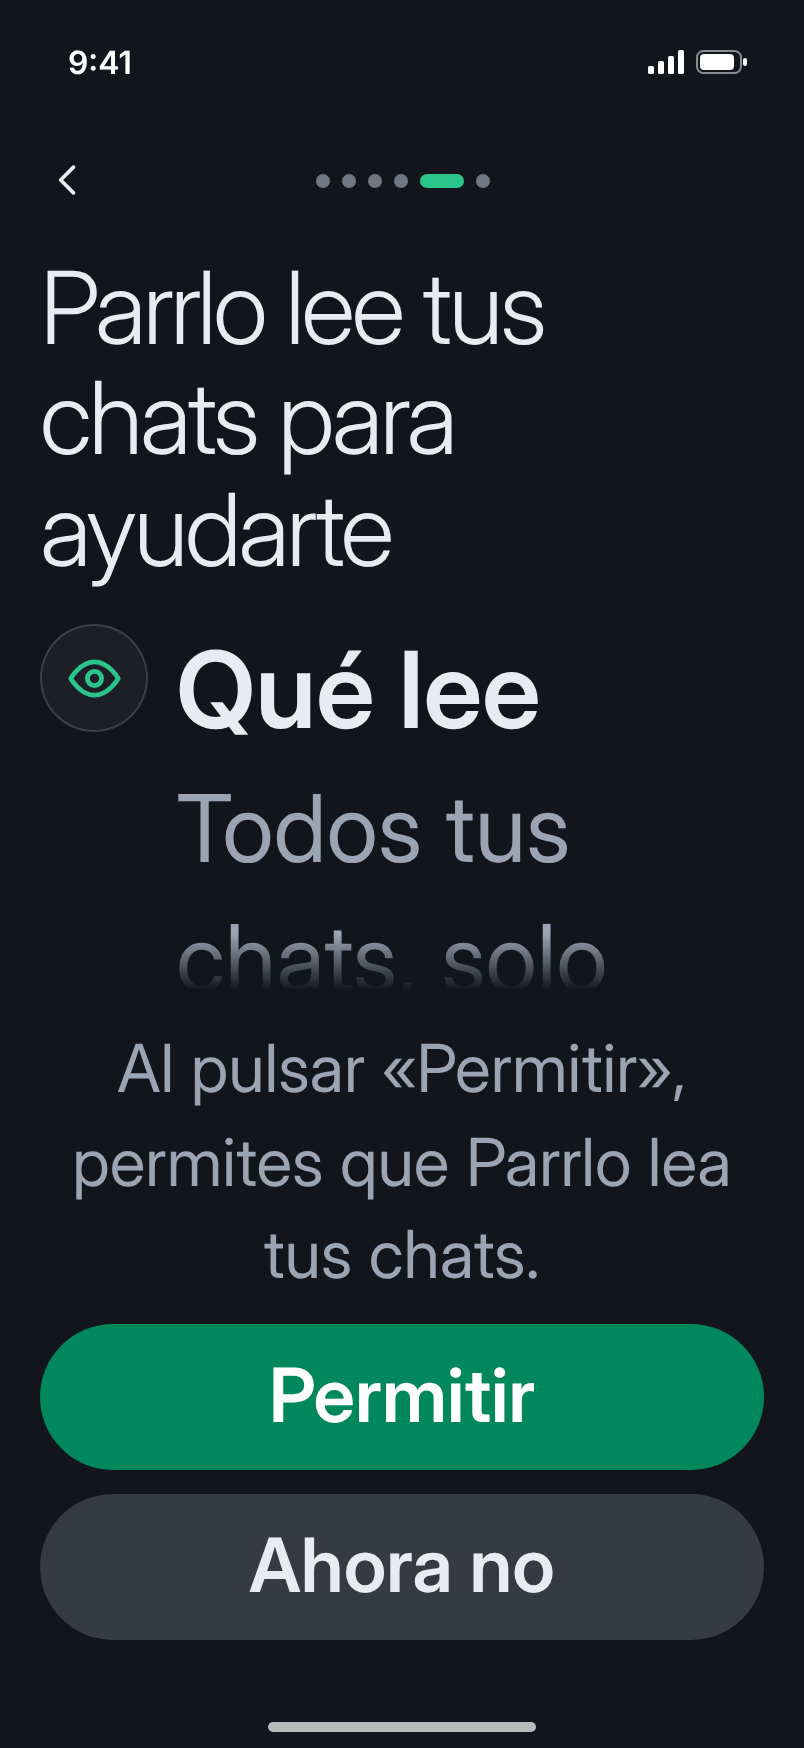 9:41
Parrlo lee tus
chats para
ayudarte
Qué lee
Todos tus
chats, solo
Al pulsar «Permitir»,
permites que Parrlo lea
tus chats.
Permitir
Ahora no